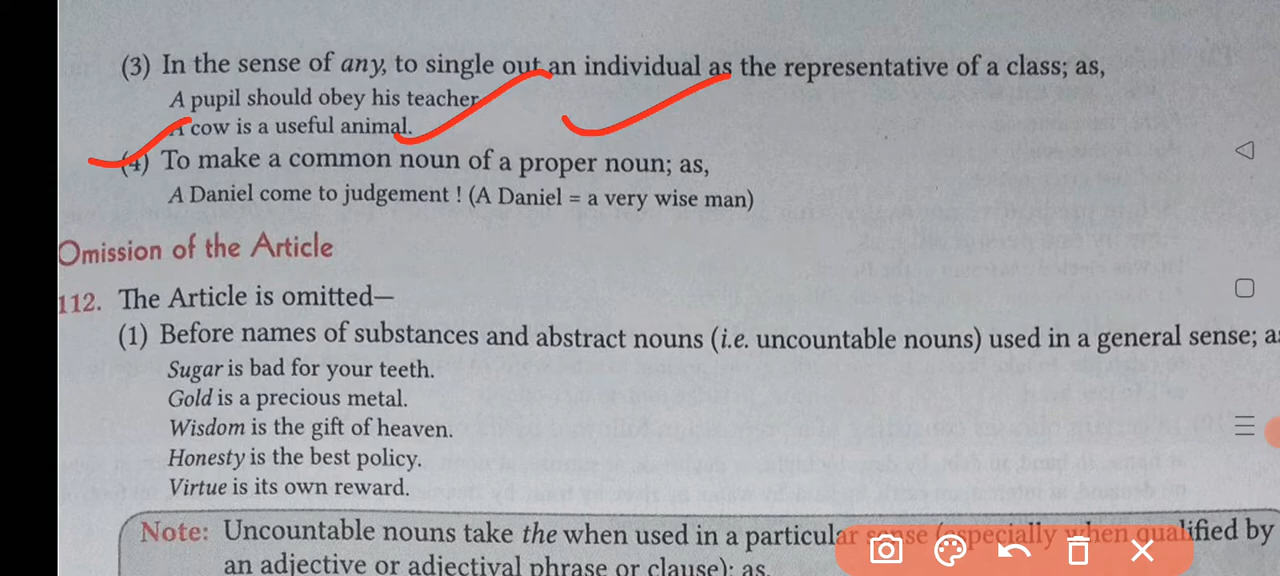 (3) In the sense of any, to single out an individual as the representative of a class; as,
A pupil should obey his teacher
A cow is a useful animal.
(4) To make a common noun of a proper noun; as,
A Daniel come to judgement ! (A Daniel = a very wise man)
Omission of the Article
112. The Article is omitted—
(1) Before names of substances and abstract nouns (i.e. uncountable nouns) used in a general sense; as
Sugar is bad for your teeth.
Gold is a precious metal.
Wisdom is the gift of heaven.
Honesty is the best policy.
Virtue is its own reward.
Note: Uncountable nouns take the when used in a particular sense (especially when qualified by
an adjective or adjectival phrase or clause); as,